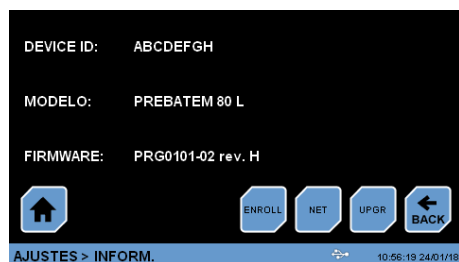 DEVICE ID: ABCDEFGH
MODELO: PREBATEM 80 L
FIRMWARE: PRG0101-02 rev. H
ENROLL NET UPGR BACK
AJUSTES > INFORM. 10:56:19 24/01/18